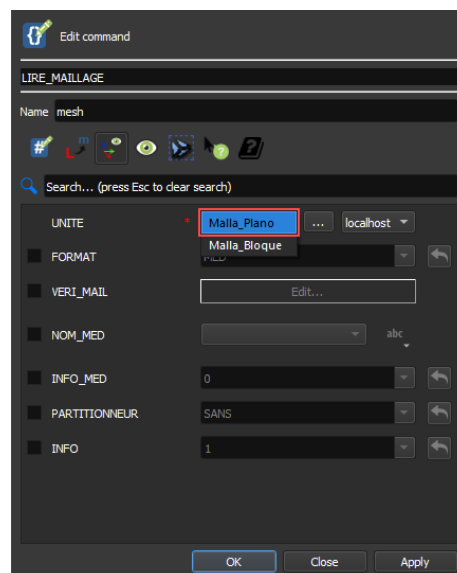 Edit command
LIRE_MAILLAGE
Name mesh
Search... (press Esc to clear search)
UNITE * Malla_Plano ... localhost
Malla_Bloque
FORMAT MED
VERI_MAIL Edit...
NOM_MED abc
INFO_MED 0
PARTITIONNEUR SANS
INFO 1
OK Close Apply